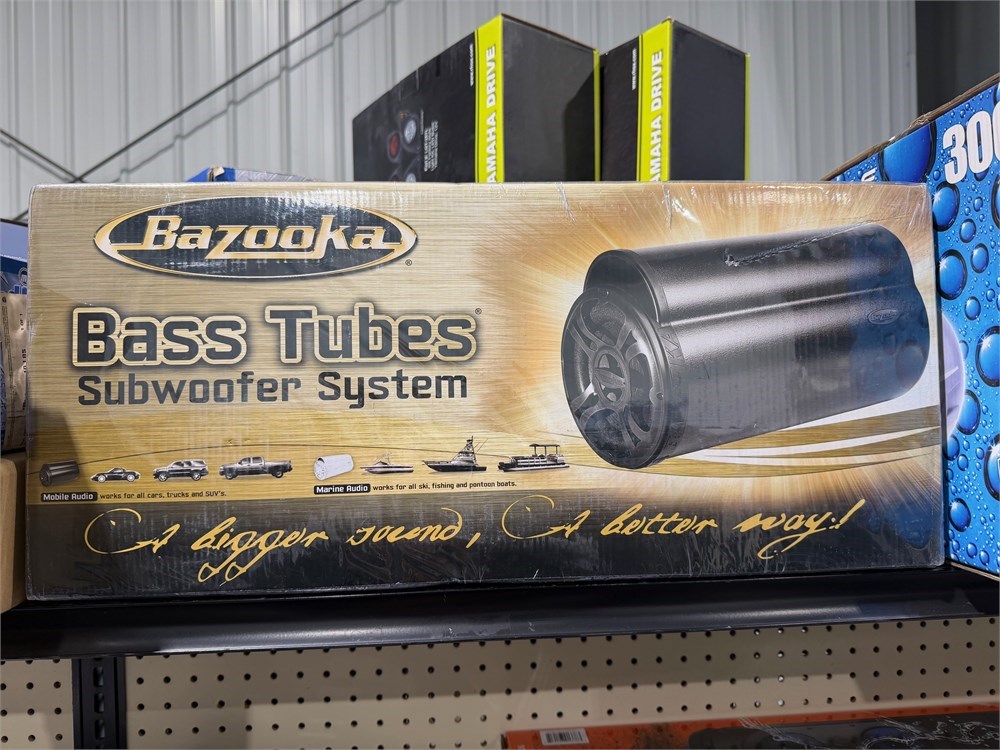 AMAHA DRIVE
AMAHA DRIVE
300
Bazooka®
Bass Tubes®
Subwoofer System
Mobile Audio works for all cars, trucks and SUV's.
Marine Audio works for all ski, fishing and pontoon boats.
A bigger sound, A better way!